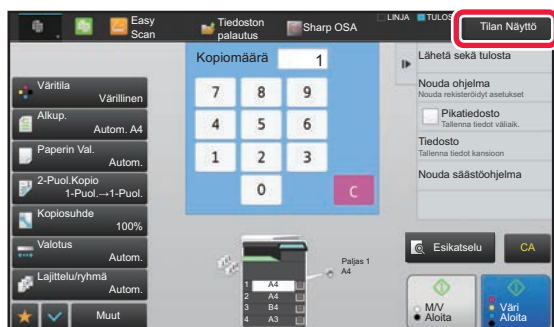 Easy
Scan
Tiedoston
palautus
Sharp OSA
LINJA
TULOS
Tilan Näyttö
Väritila
Värillinen
Alkup.
Autom. A4
Paperin Val.
Autom.
2-Puol.Kopio
1-Puol.→1-Puol.
Kopiosuhde
100%
Valotus
Autom.
Lajittelu/ryhmä
Autom.
Muut
Kopiomäärä 1
7 8 9
4 5 6
1 2 3
0 C
Paljas 1
A4
1 A4
2 A4
3 B4
4 A3
Lähetä sekä tulosta
Nouda ohjelma
Nouda rekisteröidyt asetukset
Pikatiedosto
Tallenna tiedot väliaik.
Tiedosto
Tallenna tiedot kansioon
Nouda säästöohjelma
Esikatselu
CA
M/V
Aloita
Väri
Aloita